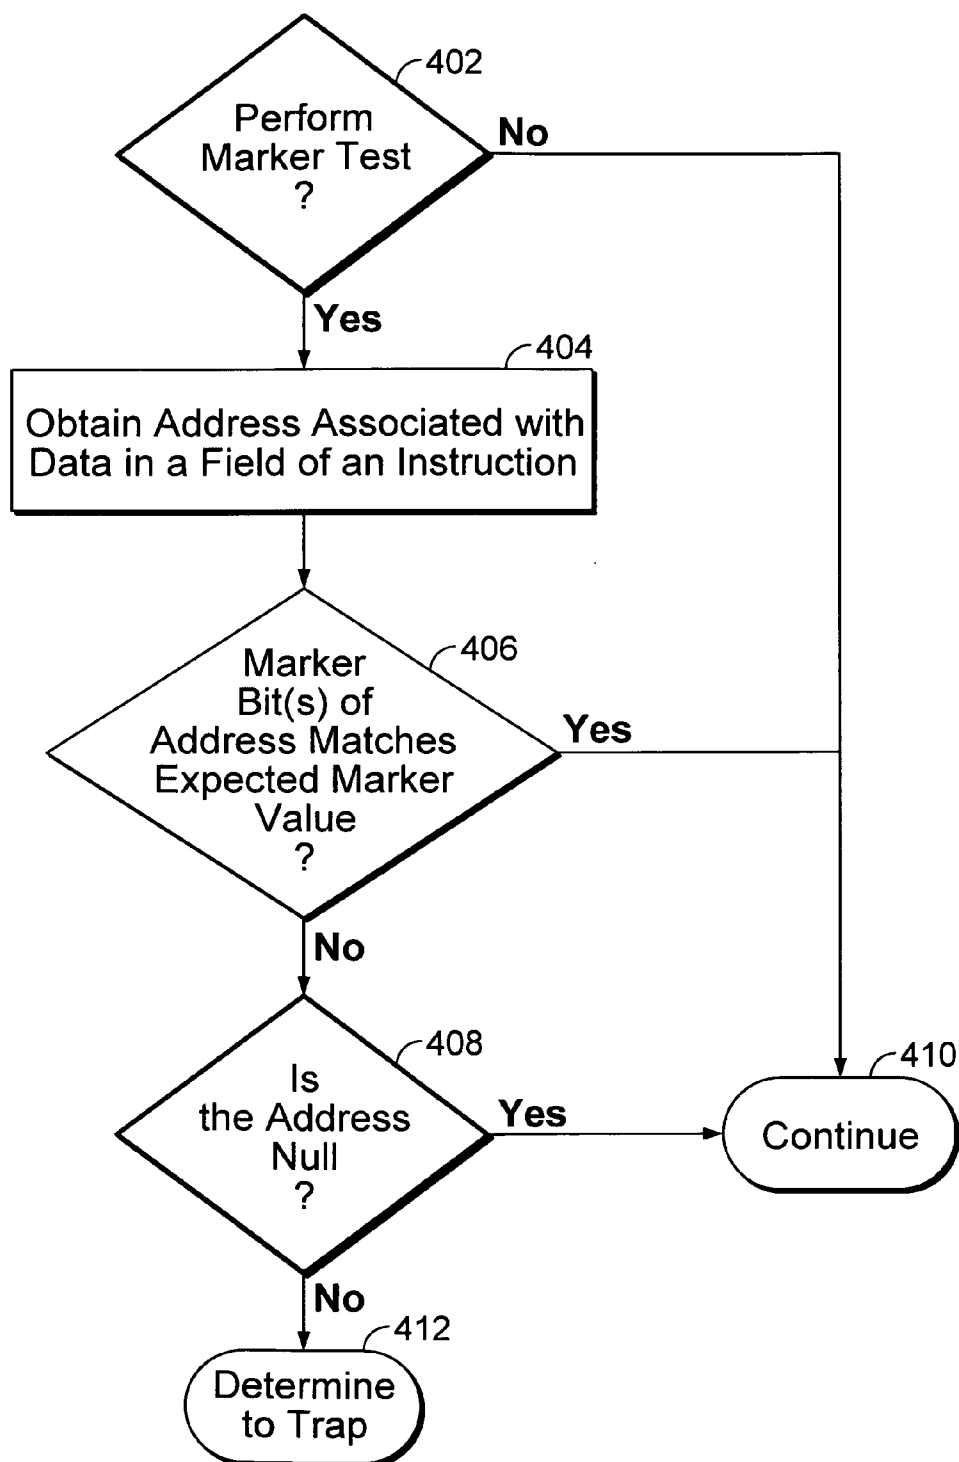 402
Perform
Marker Test
?
No
Yes
404
Obtain Address Associated with
Data in a Field of an Instruction
406
Marker
Bit(s) of
Address Matches
Expected Marker
Value
?
Yes
No
408
Is
the Address
Null
?
Yes
410
Continue
No
412
Determine
to Trap